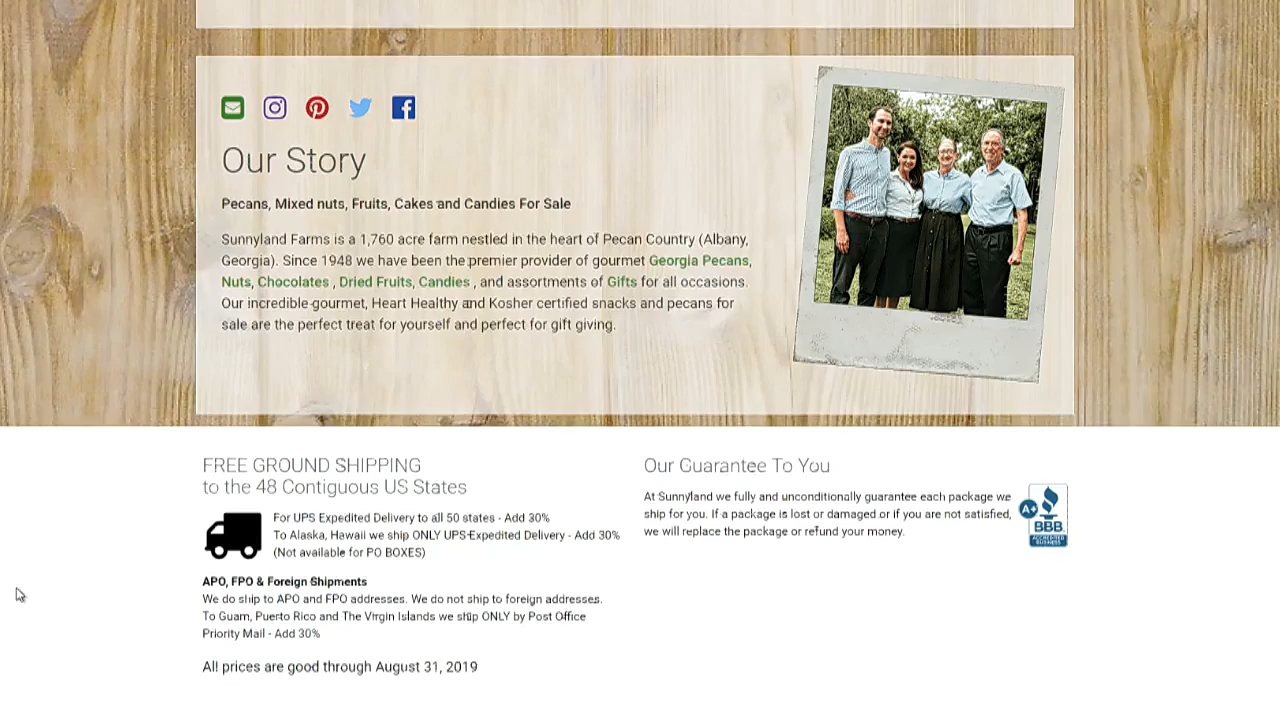 Our Story
Pecans, Mixed nuts, Fruits, Cakes and Candies For Sale
Sunnyland Farms is a 1,760 acre farm nestled in the heart of Pecan Country (Albany,
Georgia). Since 1948 we have been the premier provider of gourmet Georgia Pecans,
Nuts, Chocolates , Dried Fruits, Candies , and assortments of Gifts for all occasions.
Our incredible gourmet, Heart Healthy and Kosher certified snacks and pecans for
sale are the perfect treat for yourself and perfect for gift giving.
FREE GROUND SHIPPING
to the 48 Contiguous US States
For UPS Expedited Delivery to all 50 states - Add 30%
To Alaska, Hawaii we ship ONLY UPS Expedited Delivery - Add 30%
(Not available for PO BOXES)
APO, FPO & Foreign Shipments
We do ship to APO and FPO addresses. We do not ship to foreign addresses.
To Guam, Puerto Rico and The Virgin Islands we ship ONLY by Post Office
Priority Mail - Add 30%
All prices are good through August 31, 2019
Our Guarantee To You
At Sunnyland we fully and unconditionally guarantee each package we
ship for you. If a package is lost or damaged or if you are not satisfied,
we will replace the package or refund your money.
A+
BBB
ACCREDITED
BUSINESS